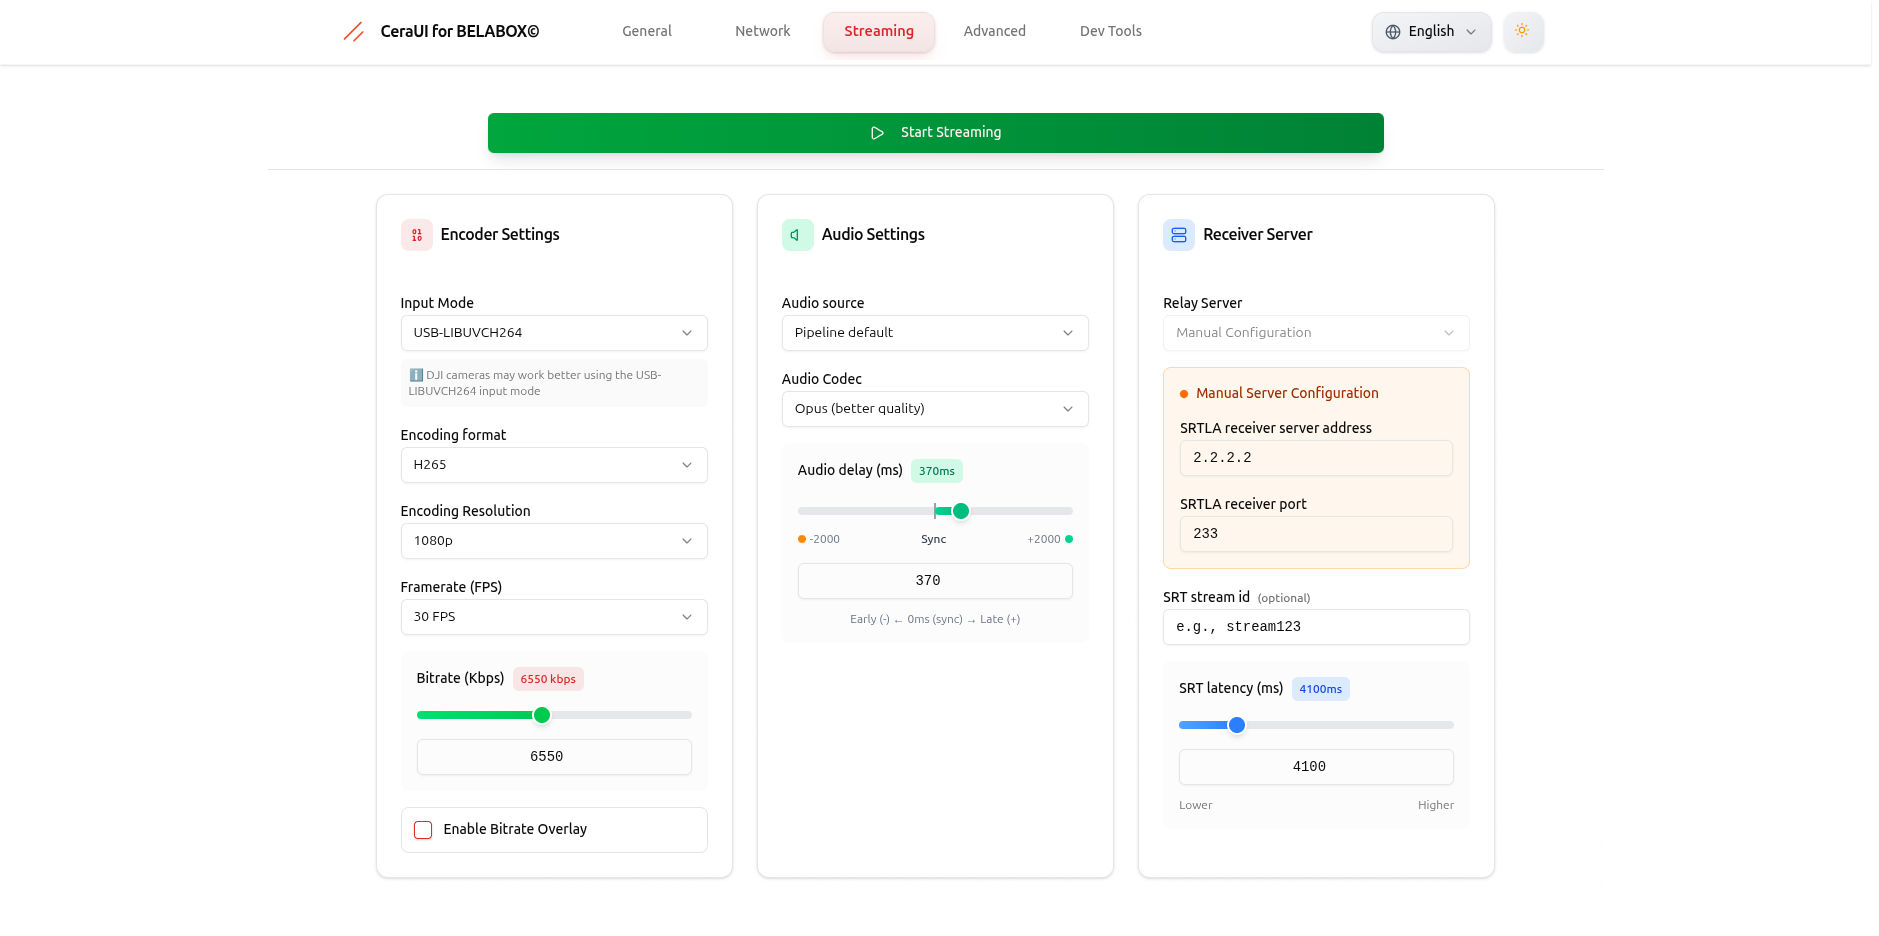 CeraUI for BELABOX©
General
Network
Streaming
Advanced
Dev Tools
English
Start Streaming
Encoder Settings
Input Mode
USB-LIBUVCH264
ℹ️ DJI cameras may work better using the USB-
LIBUVCH264 input mode
Encoding format
H265
Encoding Resolution
1080p
Framerate (FPS)
30 FPS
Bitrate (Kbps) 6550 kbps
6550
Enable Bitrate Overlay
Audio Settings
Audio source
Pipeline default
Audio Codec
Opus (better quality)
Audio delay (ms) 370ms
-2000 Sync +2000
370
Early (-) ← 0ms (sync) → Late (+)
Receiver Server
Relay Server
Manual Configuration
Manual Server Configuration
SRTLA receiver server address
2.2.2.2
SRTLA receiver port
233
SRT stream id (optional)
e.g., stream123
SRT latency (ms) 4100ms
4100
Lower Higher